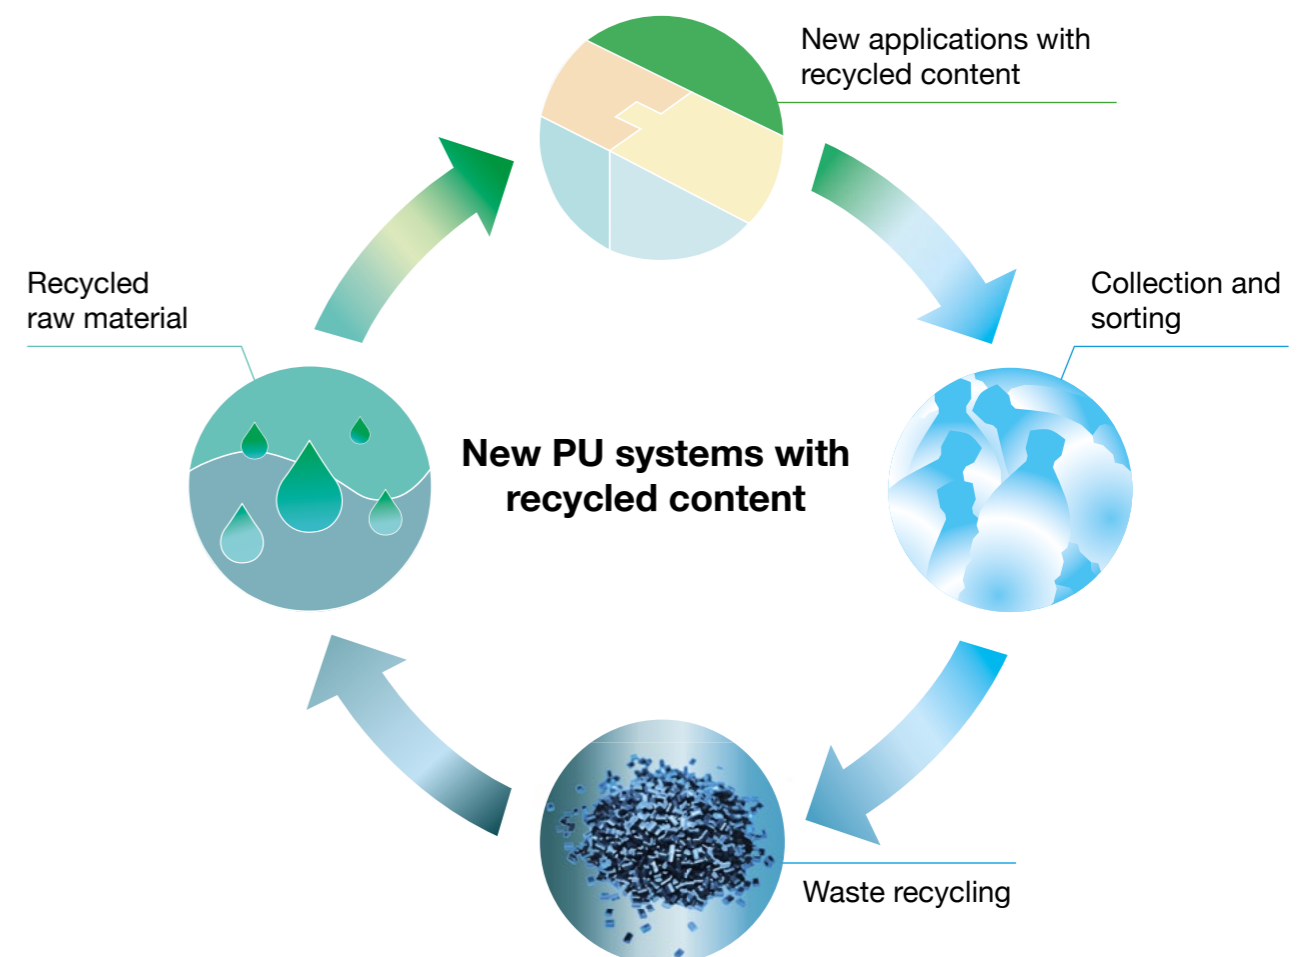 New applications with
recycled content
Collection and
sorting
Recycled
raw material
New PU systems with
recycled content
Waste recycling